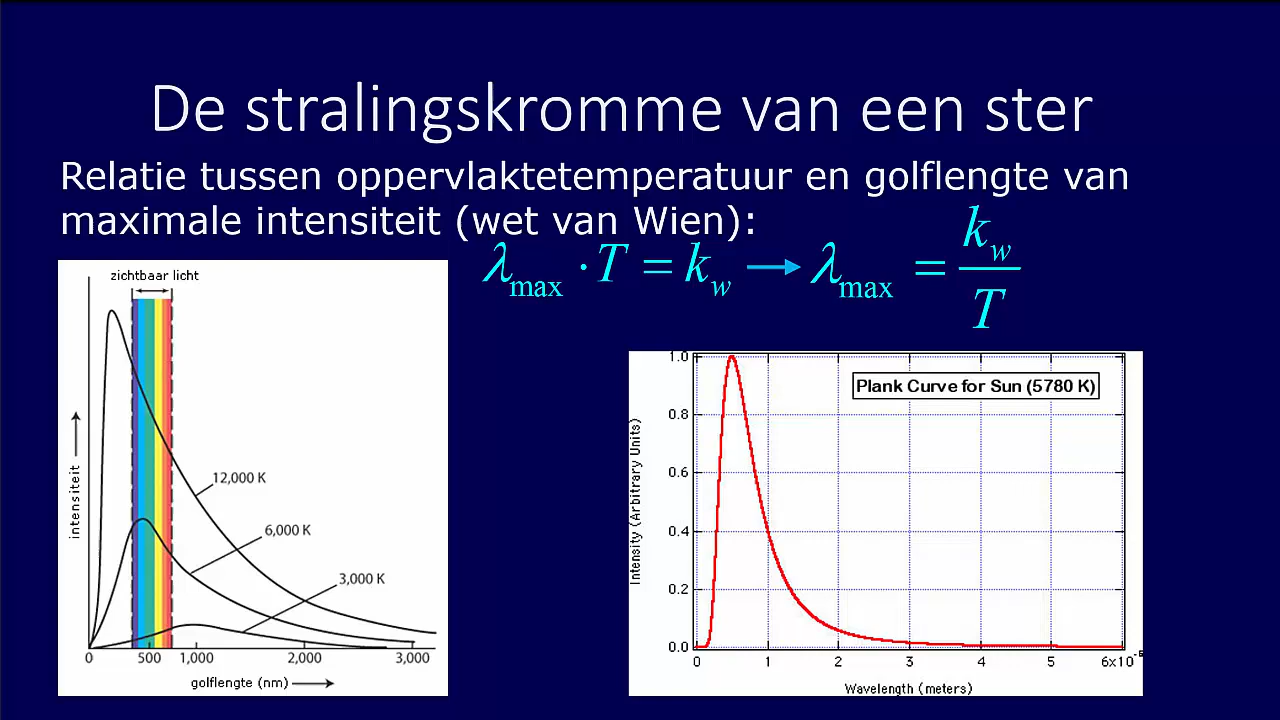 De stralingskromme van een ster
Relatie tussen oppervlaktetemperatuur en golflengte van
maximale intensiteit (wet van Wien):
λmax · T = kw → λmax = kw / T
zichtbaar licht
intensiteit
12,000 K
6,000 K
3,000 K
0 500 1,000 2,000 3,000
golflengte (nm)
Plank Curve for Sun (5780 K)
Intensity (Arbitrary Units)
1.0
0.8
0.6
0.4
0.2
0.0
0 1 2 3 4 5 6x10
Wavelength (meters)